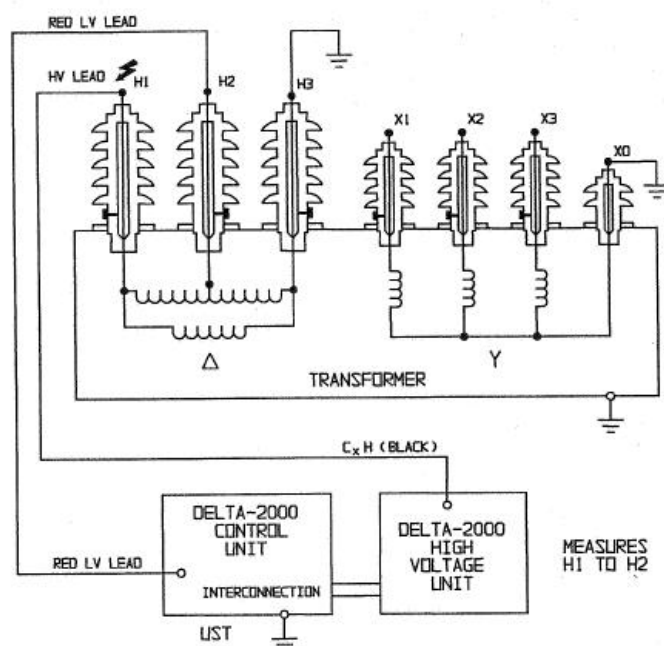 RED LV LEAD
HV LEAD
H1
H2
H3
X1
X2
X3
X0
Δ
Y
TRANSFORMER
CₓH (BLACK)
DELTA-2000
CONTROL
UNIT
DELTA-2000
HIGH
VOLTAGE
UNIT
MEASURES
H1 TO H2
RED LV LEAD
INTERCONNECTION
UST